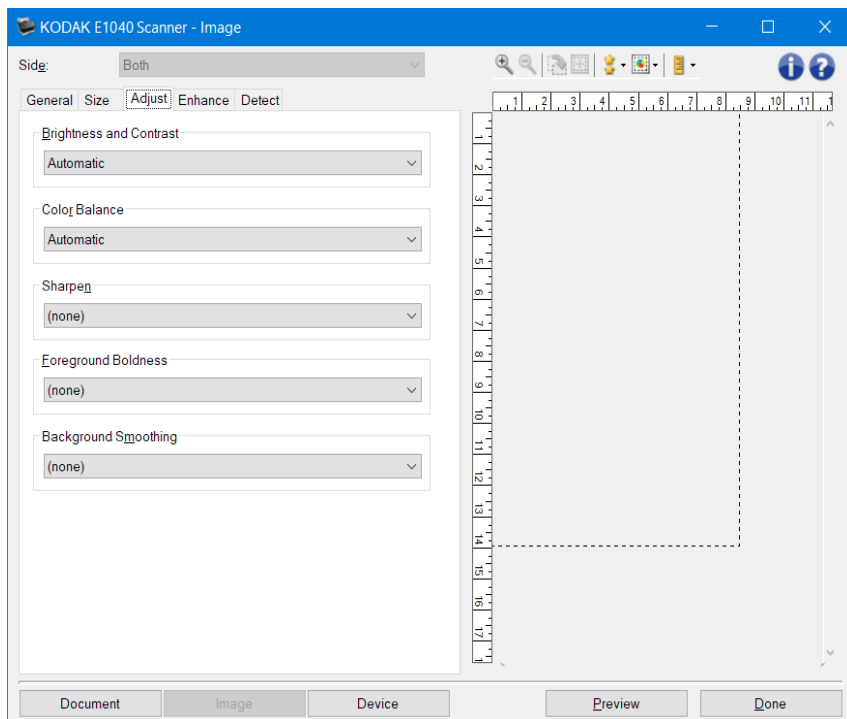 KODAK E1040 Scanner - Image
Side: Both
General Size Adjust Enhance Detect
Brightness and Contrast
Automatic
Color Balance
Automatic
Sharpen
(none)
Foreground Boldness
(none)
Background Smoothing
(none)
1 2 3 4 5 6 7 8 9 10 11 1
1
2
3
4
5
6
7
8
9
10
11
12
13
14
15
16
17
1
Document Image Device Preview Done